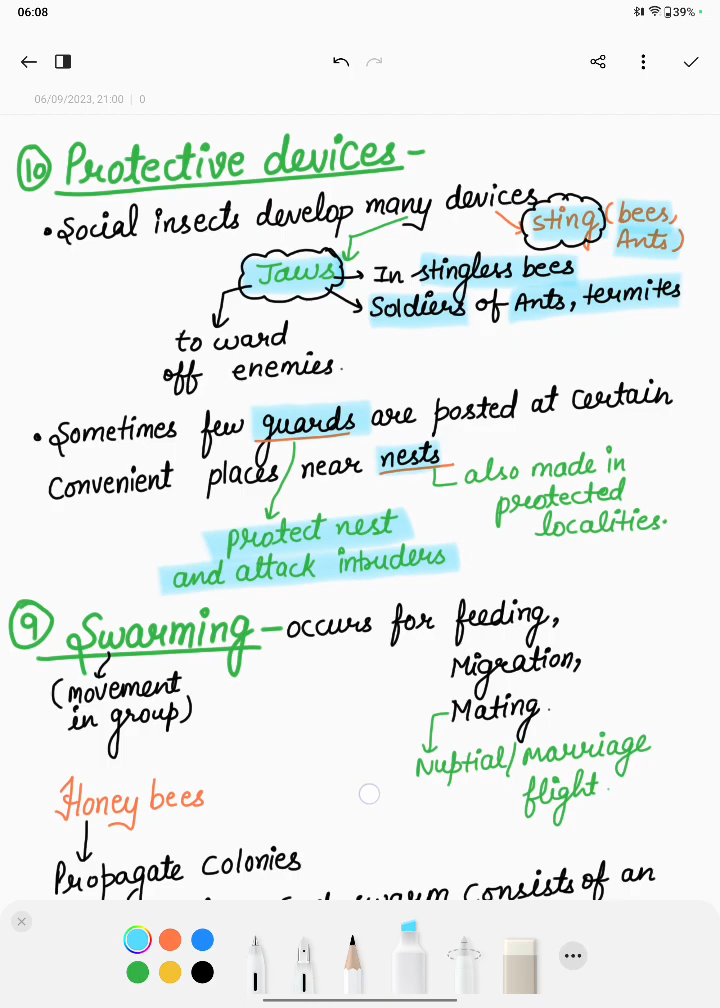 06:08
39%
06/09/2023, 21:00 | 0
10 Protective devices -
• Social insects develop many devices
sting (bees,
Ants)
Jaws → In stingless bees
Soldiers of Ants, termites
to ward
off enemies.
• Sometimes few guards are posted at certain
convenient places near nests
also made in
protected
localities.
protect nest
and attack intruders
9 Swarming - occurs for feeding,
Migration,
(movement
in group)
Mating.
Nuptial/Marriage
flight.
Honey bees
Propagate colonies
swarm consists of an